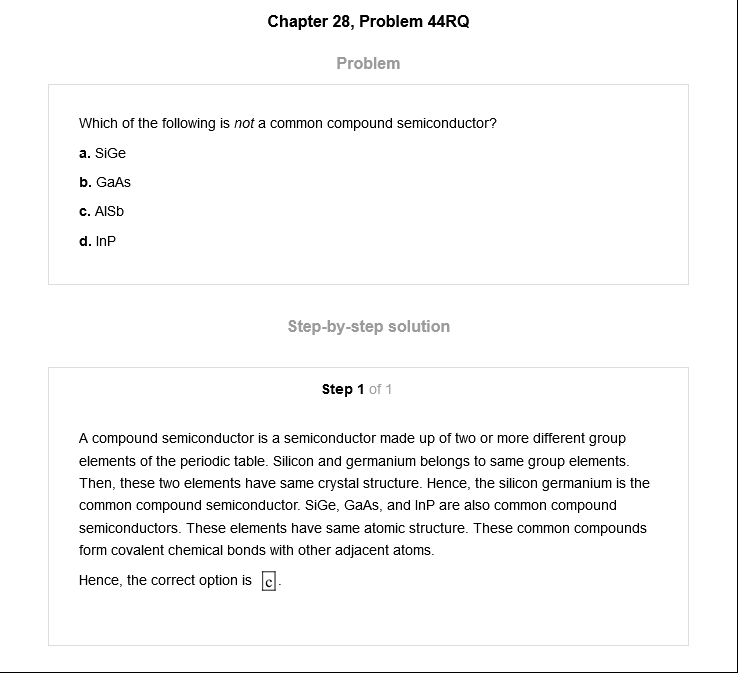 Chapter 28, Problem 44RQ
Problem
Which of the following is not a common compound semiconductor?
a. SiGe
b. GaAs
c. AlSb
d. InP
Step-by-step solution
Step 1 of 1
A compound semiconductor is a semiconductor made up of two or more different group
elements of the periodic table. Silicon and germanium belongs to same group elements.
Then, these two elements have same crystal structure. Hence, the silicon germanium is the
common compound semiconductor. SiGe, GaAs, and InP are also common compound
semiconductors. These elements have same atomic structure. These common compounds
form covalent chemical bonds with other adjacent atoms.
Hence, the correct option is c.